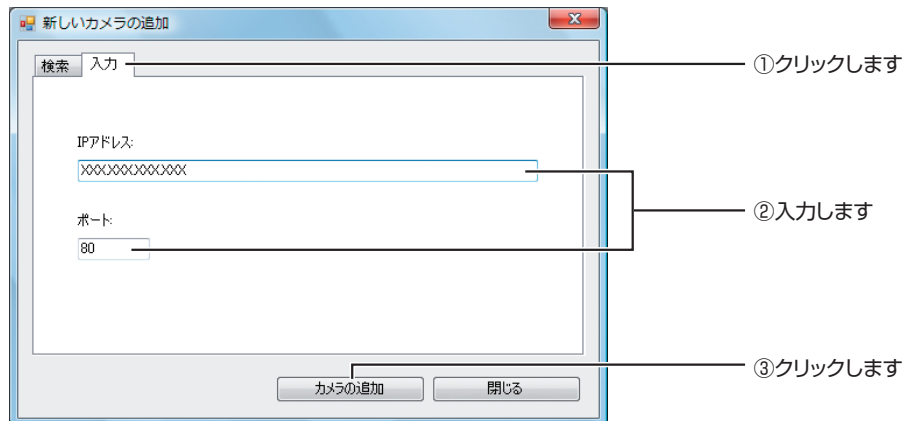 新しいカメラの追加
検索 入力
①クリックします
IPアドレス:
XXX.XXX.XXX.XXX
②入力します
ポート:
80
③クリックします
カメラの追加 閉じる